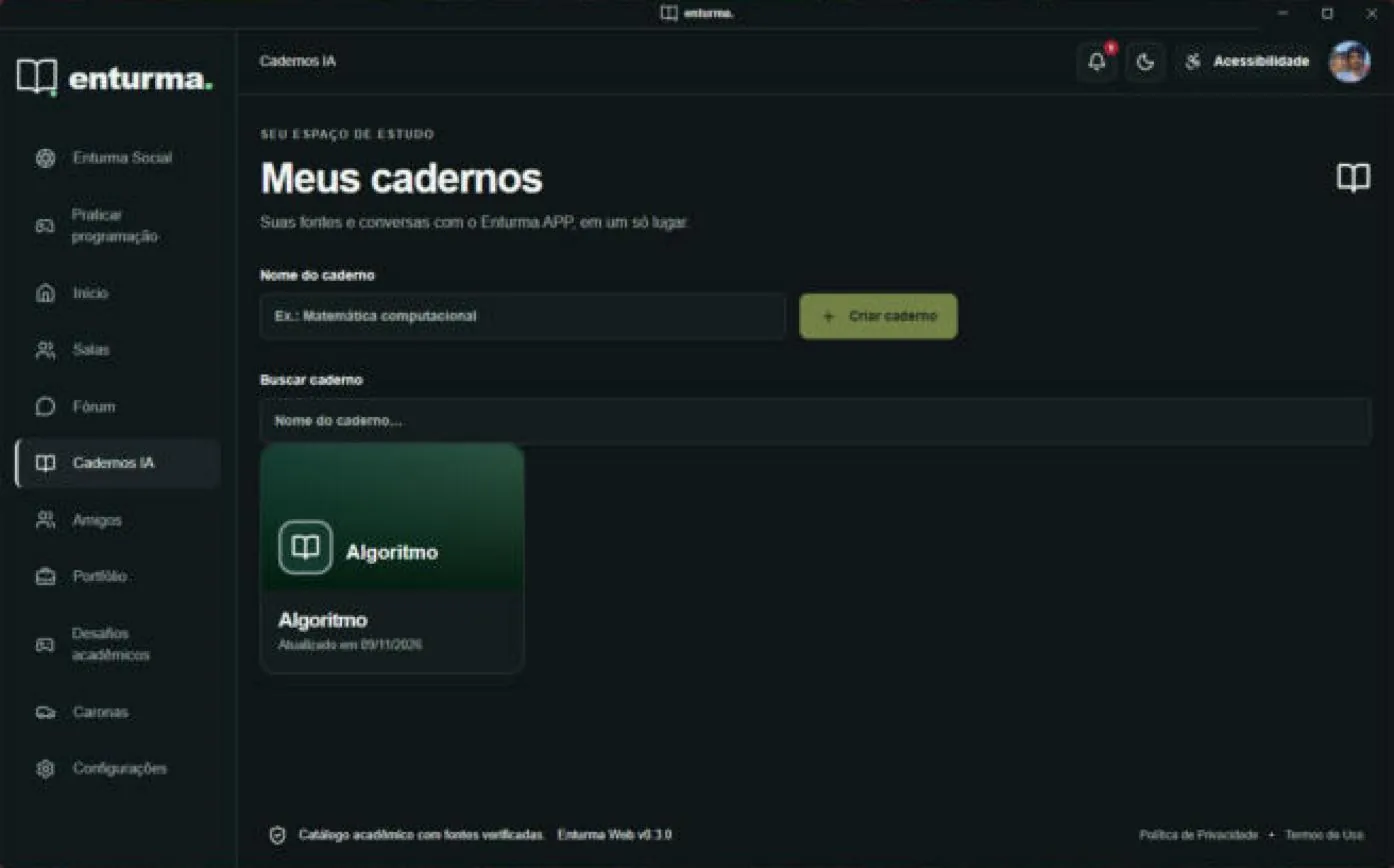 enturma.
enturma.
Cadernos IA
Acessibilidade
Enturma Social
Praticar
programação
Início
Salas
Fórum
Cadernos IA
Amigos
Portfólio
Desafios
acadêmicos
Caronas
Configurações
SEU ESPAÇO DE ESTUDO
Meus cadernos
Suas fontes e conversas com o Enturma APP, em um só lugar.
Nome do caderno
Ex.: Matemática computacional
+ Criar caderno
Buscar caderno
Nome do caderno...
Algoritmo
Algoritmo
Atualizado em 09/11/2026
Catálogo acadêmico com fontes verificadas. Enturma Web v0.3.0
Política de Privacidade • Termos de Uso